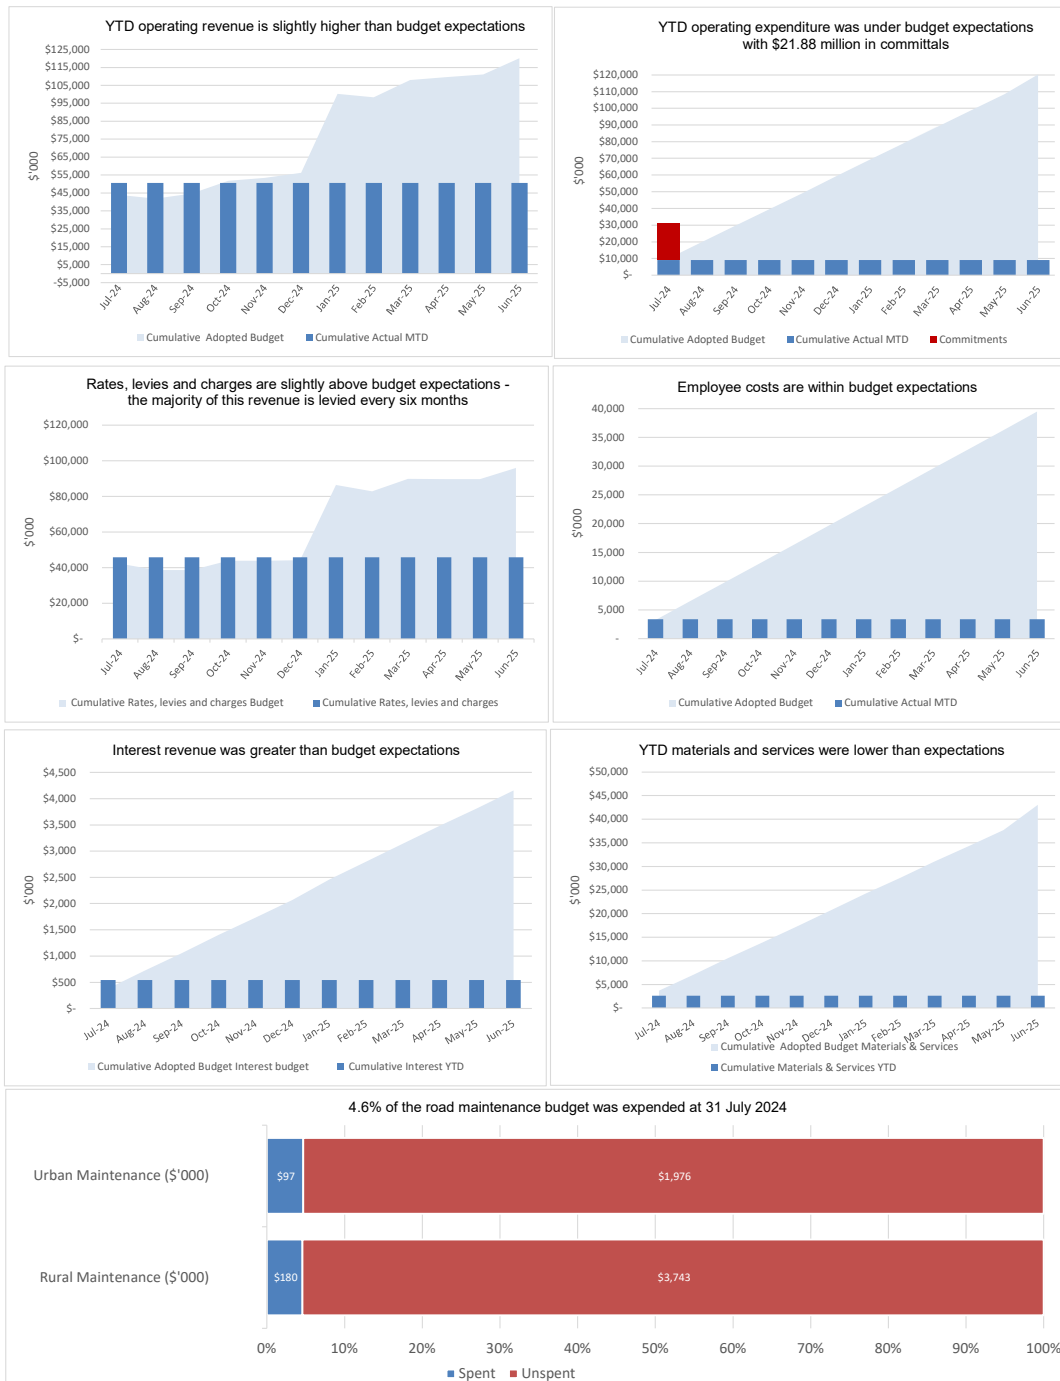 YTD operating revenue is slightly higher than budget expectations
$125,000
$115,000
$105,000
$95,000
$85,000
$75,000
$65,000
$55,000
$45,000
$35,000
$25,000
$15,000
$5,000
-$5,000
$'000
Jul-24 Aug-24 Sep-24 Oct-24 Nov-24 Dec-24 Jan-25 Feb-25 Mar-25 Apr-25 May-25 Jun-25
Cumulative Adopted Budget Cumulative Actual MTD
YTD operating expenditure was under budget expectations
with $21.88 million in committals
$120,000
$110,000
$100,000
$90,000
$80,000
$70,000
$60,000
$50,000
$40,000
$30,000
$20,000
$10,000
$-
$'000
Jul-24 Aug-24 Sep-24 Oct-24 Nov-24 Dec-24 Jan-25 Feb-25 Mar-25 Apr-25 May-25 Jun-25
Cumulative Adopted Budget Cumulative Actual MTD Commitments
Rates, levies and charges are slightly above budget expectations -
the majority of this revenue is levied every six months
$120,000
$100,000
$80,000
$60,000
$40,000
$20,000
$-
$'000
Jul-24 Aug-24 Sep-24 Oct-24 Nov-24 Dec-24 Jan-25 Feb-25 Mar-25 Apr-25 May-25 Jun-25
Cumulative Rates, levies and charges Budget Cumulative Rates, levies and charges
Employee costs are within budget expectations
40,000
35,000
30,000
25,000
20,000
15,000
10,000
5,000
-
$'000
Jul-24 Aug-24 Sep-24 Oct-24 Nov-24 Dec-24 Jan-25 Feb-25 Mar-25 Apr-25 May-25 Jun-25
Cumulative Adopted Budget Cumulative Actual MTD
Interest revenue was greater than budget expectations
$4,500
$4,000
$3,500
$3,000
$2,500
$2,000
$1,500
$1,000
$500
$-
$'000
Jul-24 Aug-24 Sep-24 Oct-24 Nov-24 Dec-24 Jan-25 Feb-25 Mar-25 Apr-25 May-25 Jun-25
Cumulative Adopted Budget Interest budget Cumulative Interest YTD
YTD materials and services were lower than expectations
$50,000
$45,000
$40,000
$35,000
$30,000
$25,000
$20,000
$15,000
$10,000
$5,000
$-
$'000
Jul-24 Aug-24 Sep-24 Oct-24 Nov-24 Dec-24 Jan-25 Feb-25 Mar-25 Apr-25 May-25 Jun-25
Cumulative Adopted Budget Materials & Services
Cumulative Materials & Services YTD
4.6% of the road maintenance budget was expended at 31 July 2024
Urban Maintenance ($'000)
$97
$1,976
Rural Maintenance ($'000)
$180
$3,743
0% 10% 20% 30% 40% 50% 60% 70% 80% 90% 100%
Spent Unspent